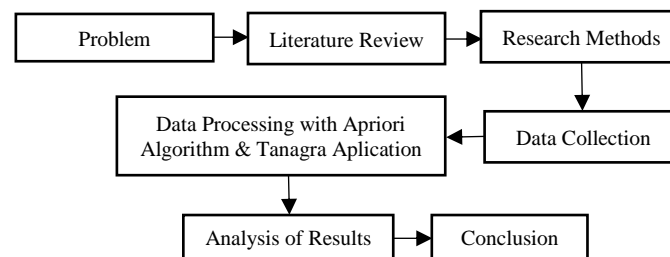 Problem
Literature Review
Research Methods
Data Collection
Data Processing with Apriori
Algorithm & Tanagra Aplication
Analysis of Results
Conclusion